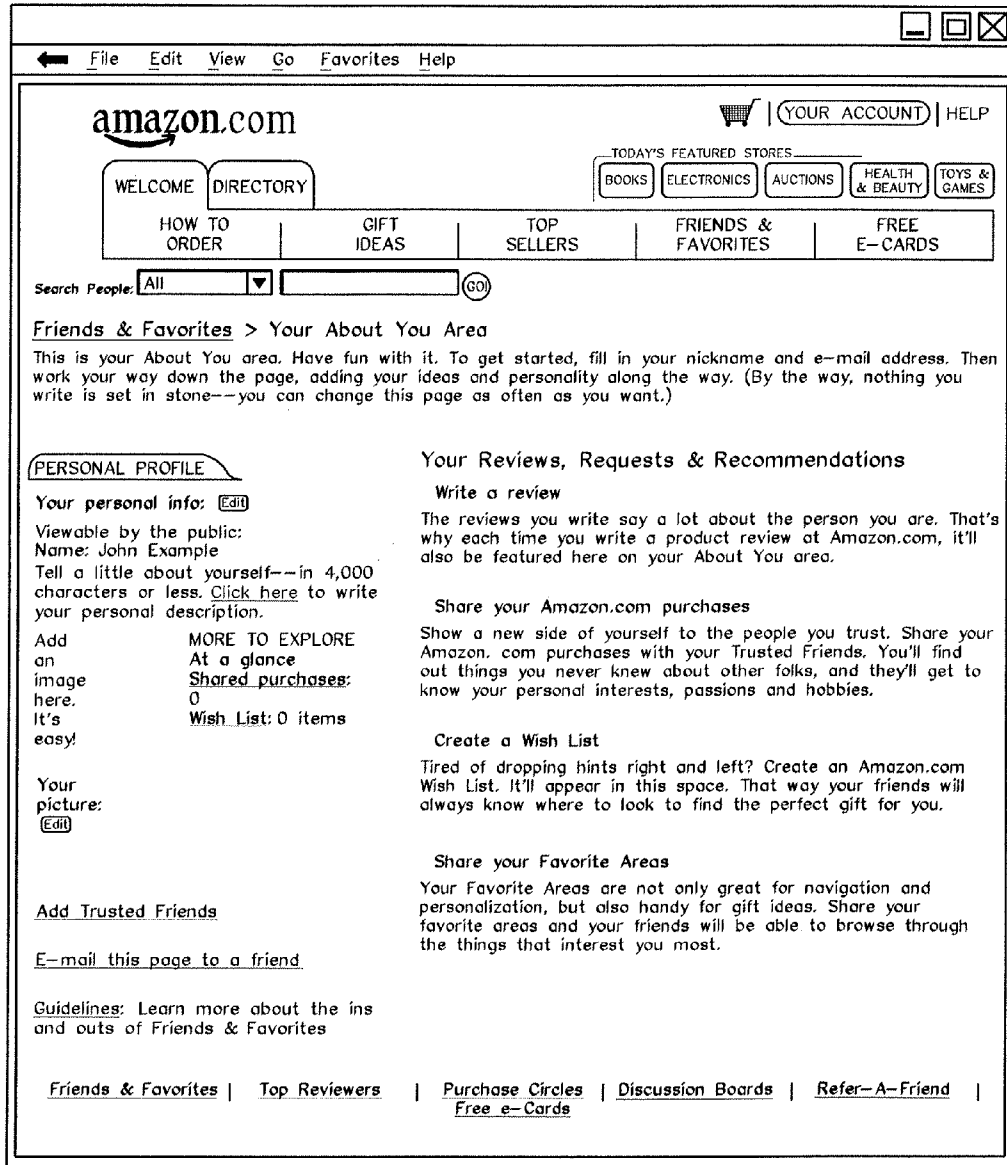 File Edit View Go Favorites Help
amazon.com
YOUR ACCOUNT | HELP
TODAY'S FEATURED STORES
WELCOME DIRECTORY
BOOKS ELECTRONICS AUCTIONS HEALTH & BEAUTY TOYS & GAMES
HOW TO ORDER | GIFT IDEAS | TOP SELLERS | FRIENDS & FAVORITES | FREE E-CARDS
Search People: All GO!
Friends & Favorites > Your About You Area
This is your About You area. Have fun with it. To get started, fill in your nickname and e-mail address. Then
work your way down the page, adding your ideas and personality along the way. (By the way, nothing you
write is set in stone--you can change this page as often as you want.)
PERSONAL PROFILE
Your personal info: Edit
Viewable by the public:
Name: John Example
Tell a little about yourself--in 4,000
characters or less. Click here to write
your personal description.
Add
an
image
here.
It's
easy!
MORE TO EXPLORE
At a glance
Shared purchases:
0
Wish List: 0 items
Your
picture:
Edit
Add Trusted Friends
E-mail this page to a friend
Guidelines: Learn more about the ins
and outs of Friends & Favorites
Your Reviews, Requests & Recommendations
Write a review
The reviews you write say a lot about the person you are. That's
why each time you write a product review at Amazon.com, it'll
also be featured here on your About You area.
Share your Amazon.com purchases
Show a new side of yourself to the people you trust. Share your
Amazon. com purchases with your Trusted Friends. You'll find
out things you never knew about other folks, and they'll get to
know your personal interests, passions and hobbies.
Create a Wish List
Tired of dropping hints right and left? Create an Amazon.com
Wish List. It'll appear in this space. That way your friends will
always know where to look to find the perfect gift for you.
Share your Favorite Areas
Your Favorite Areas are not only great for navigation and
personalization, but also handy for gift ideas. Share your
favorite areas and your friends will be able to browse through
the things that interest you most.
Friends & Favorites | Top Reviewers | Purchase Circles | Discussion Boards | Refer-A-Friend |
Free e-Cards